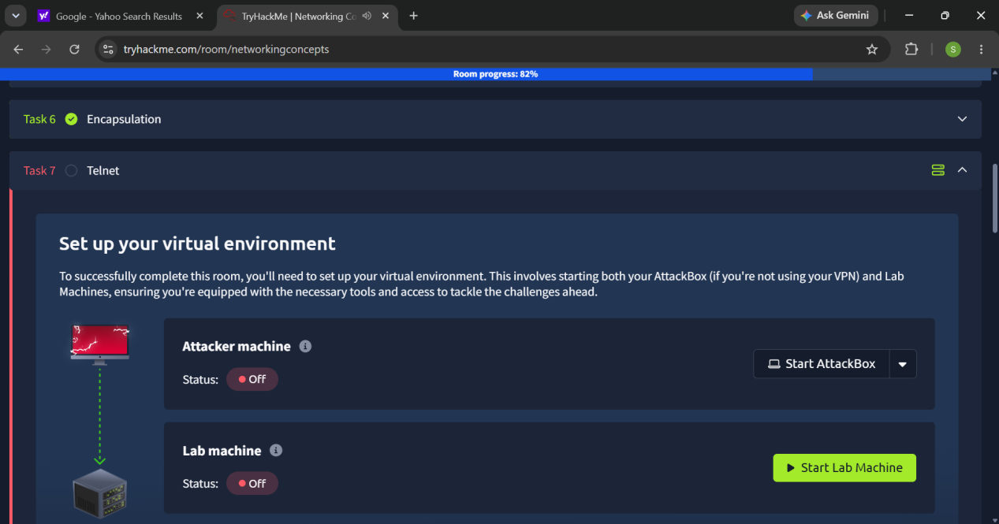 Google - Yahoo Search Results
TryHackMe | Networking Co
Ask Gemini
tryhackme.com/room/networkingconcepts
S
Room progress: 82%
Task 6 Encapsulation
Task 7 Telnet
Set up your virtual environment
To successfully complete this room, you'll need to set up your virtual environment. This involves starting both your AttackBox (if you're not using your VPN) and Lab
Machines, ensuring you're equipped with the necessary tools and access to tackle the challenges ahead.
Attacker machine
Status: Off
Start AttackBox
Lab machine
Status: Off
Start Lab Machine